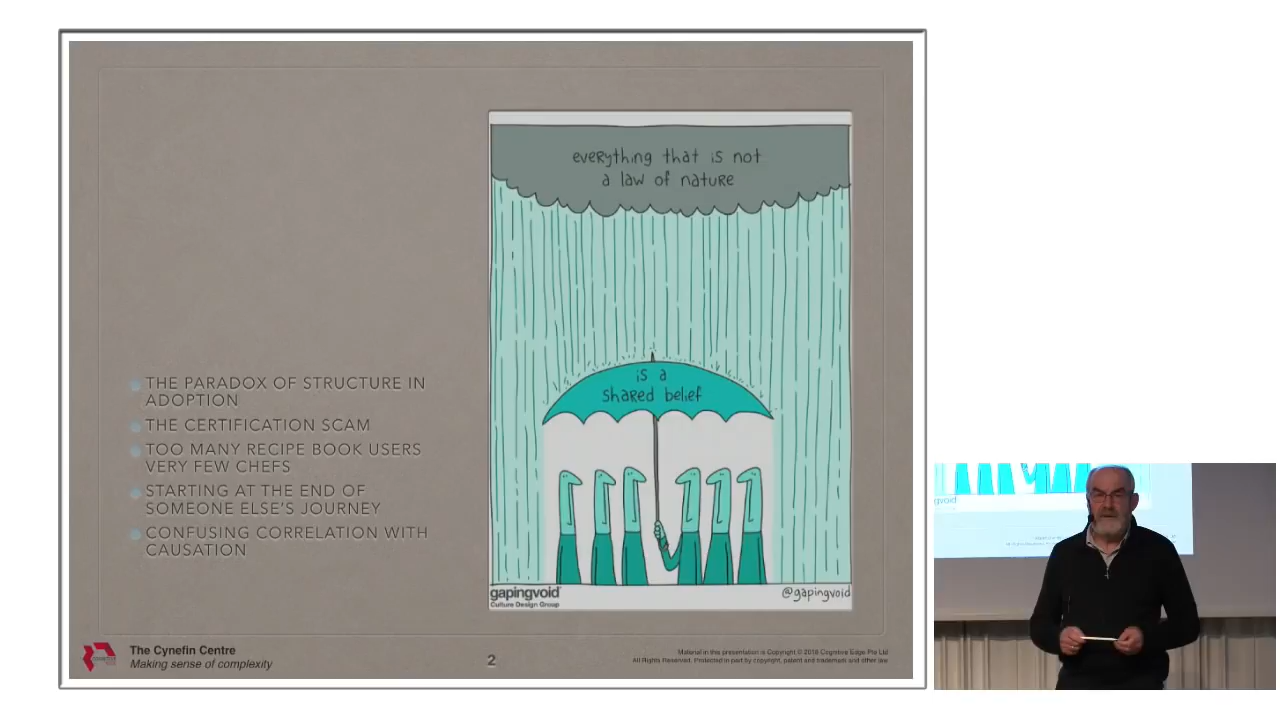 everything that is not
a law of nature
is a
shared belief
THE PARADOX OF STRUCTURE IN
ADOPTION
THE CERTIFICATION SCAM
TOO MANY RECIPE BOOK USERS
VERY FEW CHEFS
STARTING AT THE END OF
SOMEONE ELSE'S JOURNEY
CONFUSING CORRELATION WITH
CAUSATION
gapingvoid
Culture Design Group
@gapingvoid
The Cynefin Centre
Making sense of complexity
2
Material in this presentation is Copyright © 2016 Cognitive Edge Pte Ltd
All Rights Reserved. Protected in part by copyright, patent and trademark and other law